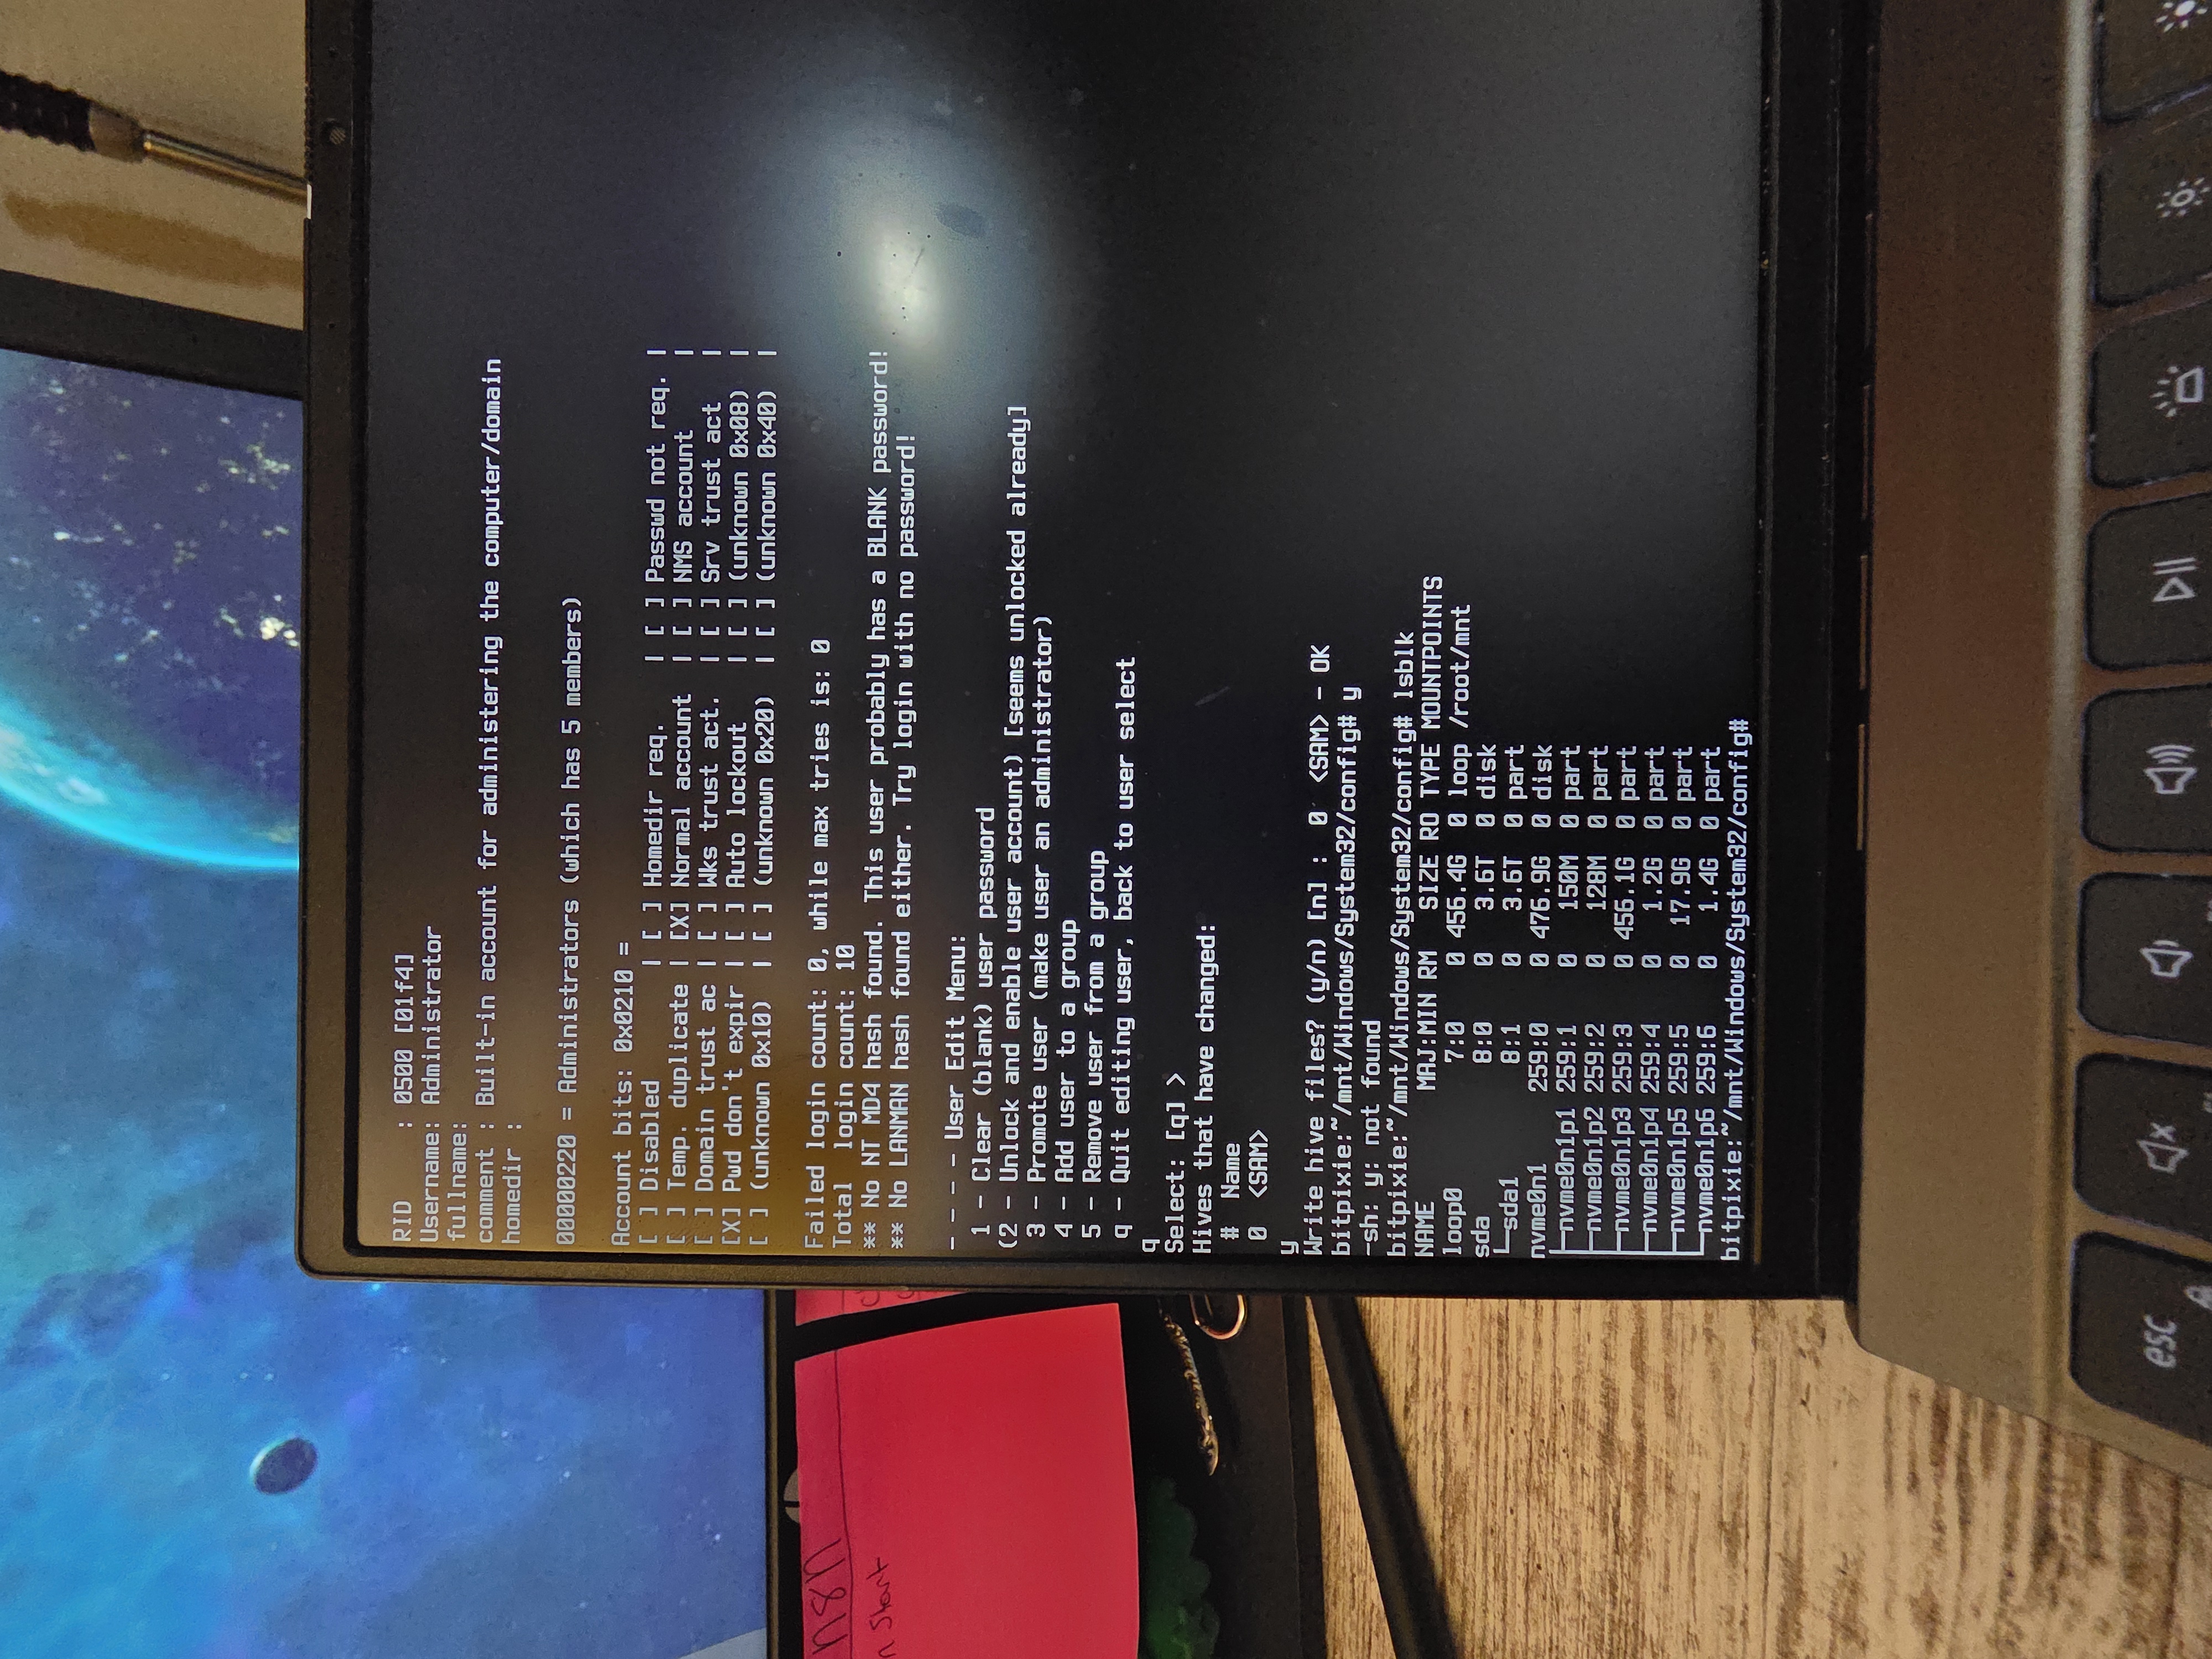 RID      : 0500 [01f4]
Username: Administrator
fullname:
comment : Built-in account for administering the computer/domain
homedir :
00000220 = Administrators (which has 5 members)
Account bits: 0x0210 =
[ ] Disabled        | [ ] Homedir req.    | [ ] Passwd not req. |
[ ] Temp. duplicate | [X] Normal account  | [ ] NMS account     |
[ ] Domain trust ac | [ ] Wks trust act.  | [ ] Srv trust act   |
[X] Pwd don't expir | [ ] Auto lockout    | [ ] (unknown 0x08)  |
[ ] (unknown 0x10)  | [ ] (unknown 0x20)  | [ ] (unknown 0x40)  |
Failed login count: 0, while max tries is: 0
Total  login count: 10
** No NT MD4 hash found. This user probably has a BLANK password!
** No LANMAN hash found either. Try login with no password!
- - - - User Edit Menu:
 1 - Clear (blank) user password
(2 - Unlock and enable user account) [seems unlocked already]
 3 - Promote user (make user an administrator)
 4 - Add user to a group
 5 - Remove user from a group
 q - Quit editing user, back to user select
q
Select: [q] >
Hives that have changed:
 #  Name
 0  <SAM>
y
Write hive files? (y/n) [n] :  0  <SAM> - OK
bitpixie:~/mnt/Windows/System32/config# y
-sh: y: not found
bitpixie:~/mnt/Windows/System32/config# lsblk
NAME        MAJ:MIN RM   SIZE RO TYPE MOUNTPOINTS
loop0         7:0    0 456.4G  0 loop /root/mnt
sda           8:0    0   3.6T  0 disk
└─sda1        8:1    0   3.6T  0 part
nvme0n1     259:0    0 476.9G  0 disk
├─nvme0n1p1 259:1    0   150M  0 part
├─nvme0n1p2 259:2    0   128M  0 part
├─nvme0n1p3 259:3    0 456.1G  0 part
├─nvme0n1p4 259:4    0   1.2G  0 part
├─nvme0n1p5 259:5    0  17.9G  0 part
└─nvme0n1p6 259:6    0   1.4G  0 part
bitpixie:~/mnt/Windows/System32/config#
n8n
n Start
esc